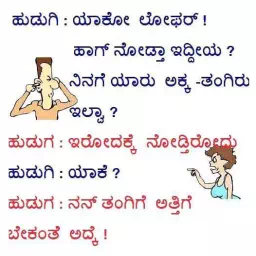 ಹುಡುಗಿ : ಯಾಕೋ ಲೋಫರ್ !
ಹಾಗ್ ನೋಡ್ತಾ ಇದ್ದೀಯ ?
ನಿನಗೆ ಯಾರು ಅಕ್ಕ -ತಂಗಿರು
ಇಲ್ವಾ ?
ಹುಡುಗ : ಇರೋದಕ್ಕೆ ನೋಡ್ತಿರೋದು
ಹುಡುಗಿ : ಯಾಕೆ ?
ಹುಡುಗ : ನನ್ ತಂಗಿಗೆ ಅತ್ತಿಗೆ
ಬೇಕಂತೆ ಅದ್ಕೆ !